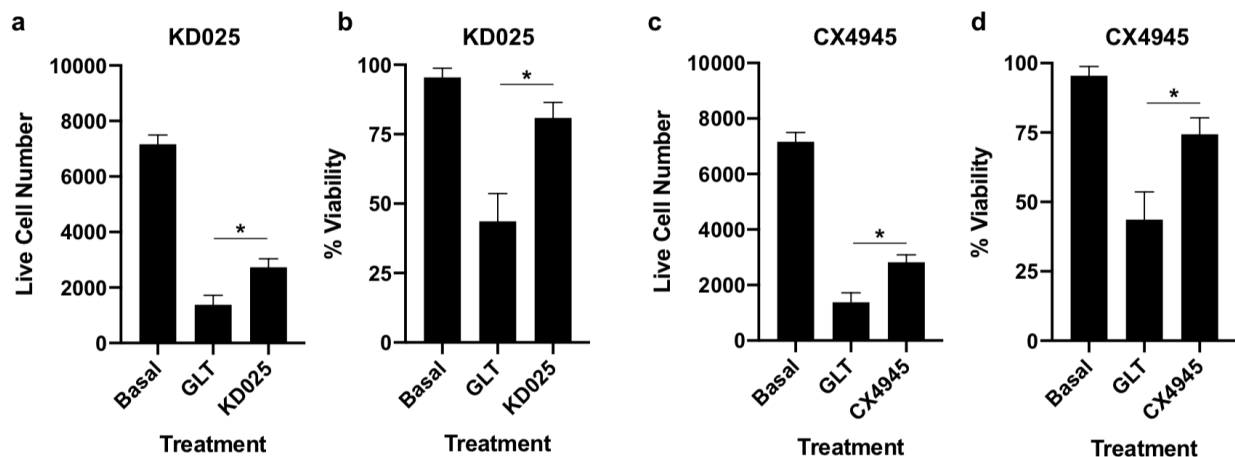 a
KD025
Live Cell Number
10000
8000
6000
4000
2000
0
*
Basal
GLT
KD025
Treatment
b
KD025
% Viability
100
75
50
25
0
*
Basal
GLT
KD025
Treatment
c
CX4945
Live Cell Number
10000
8000
6000
4000
2000
0
*
Basal
GLT
CX4945
Treatment
d
CX4945
% Viability
100
75
50
25
0
*
Basal
GLT
CX4945
Treatment